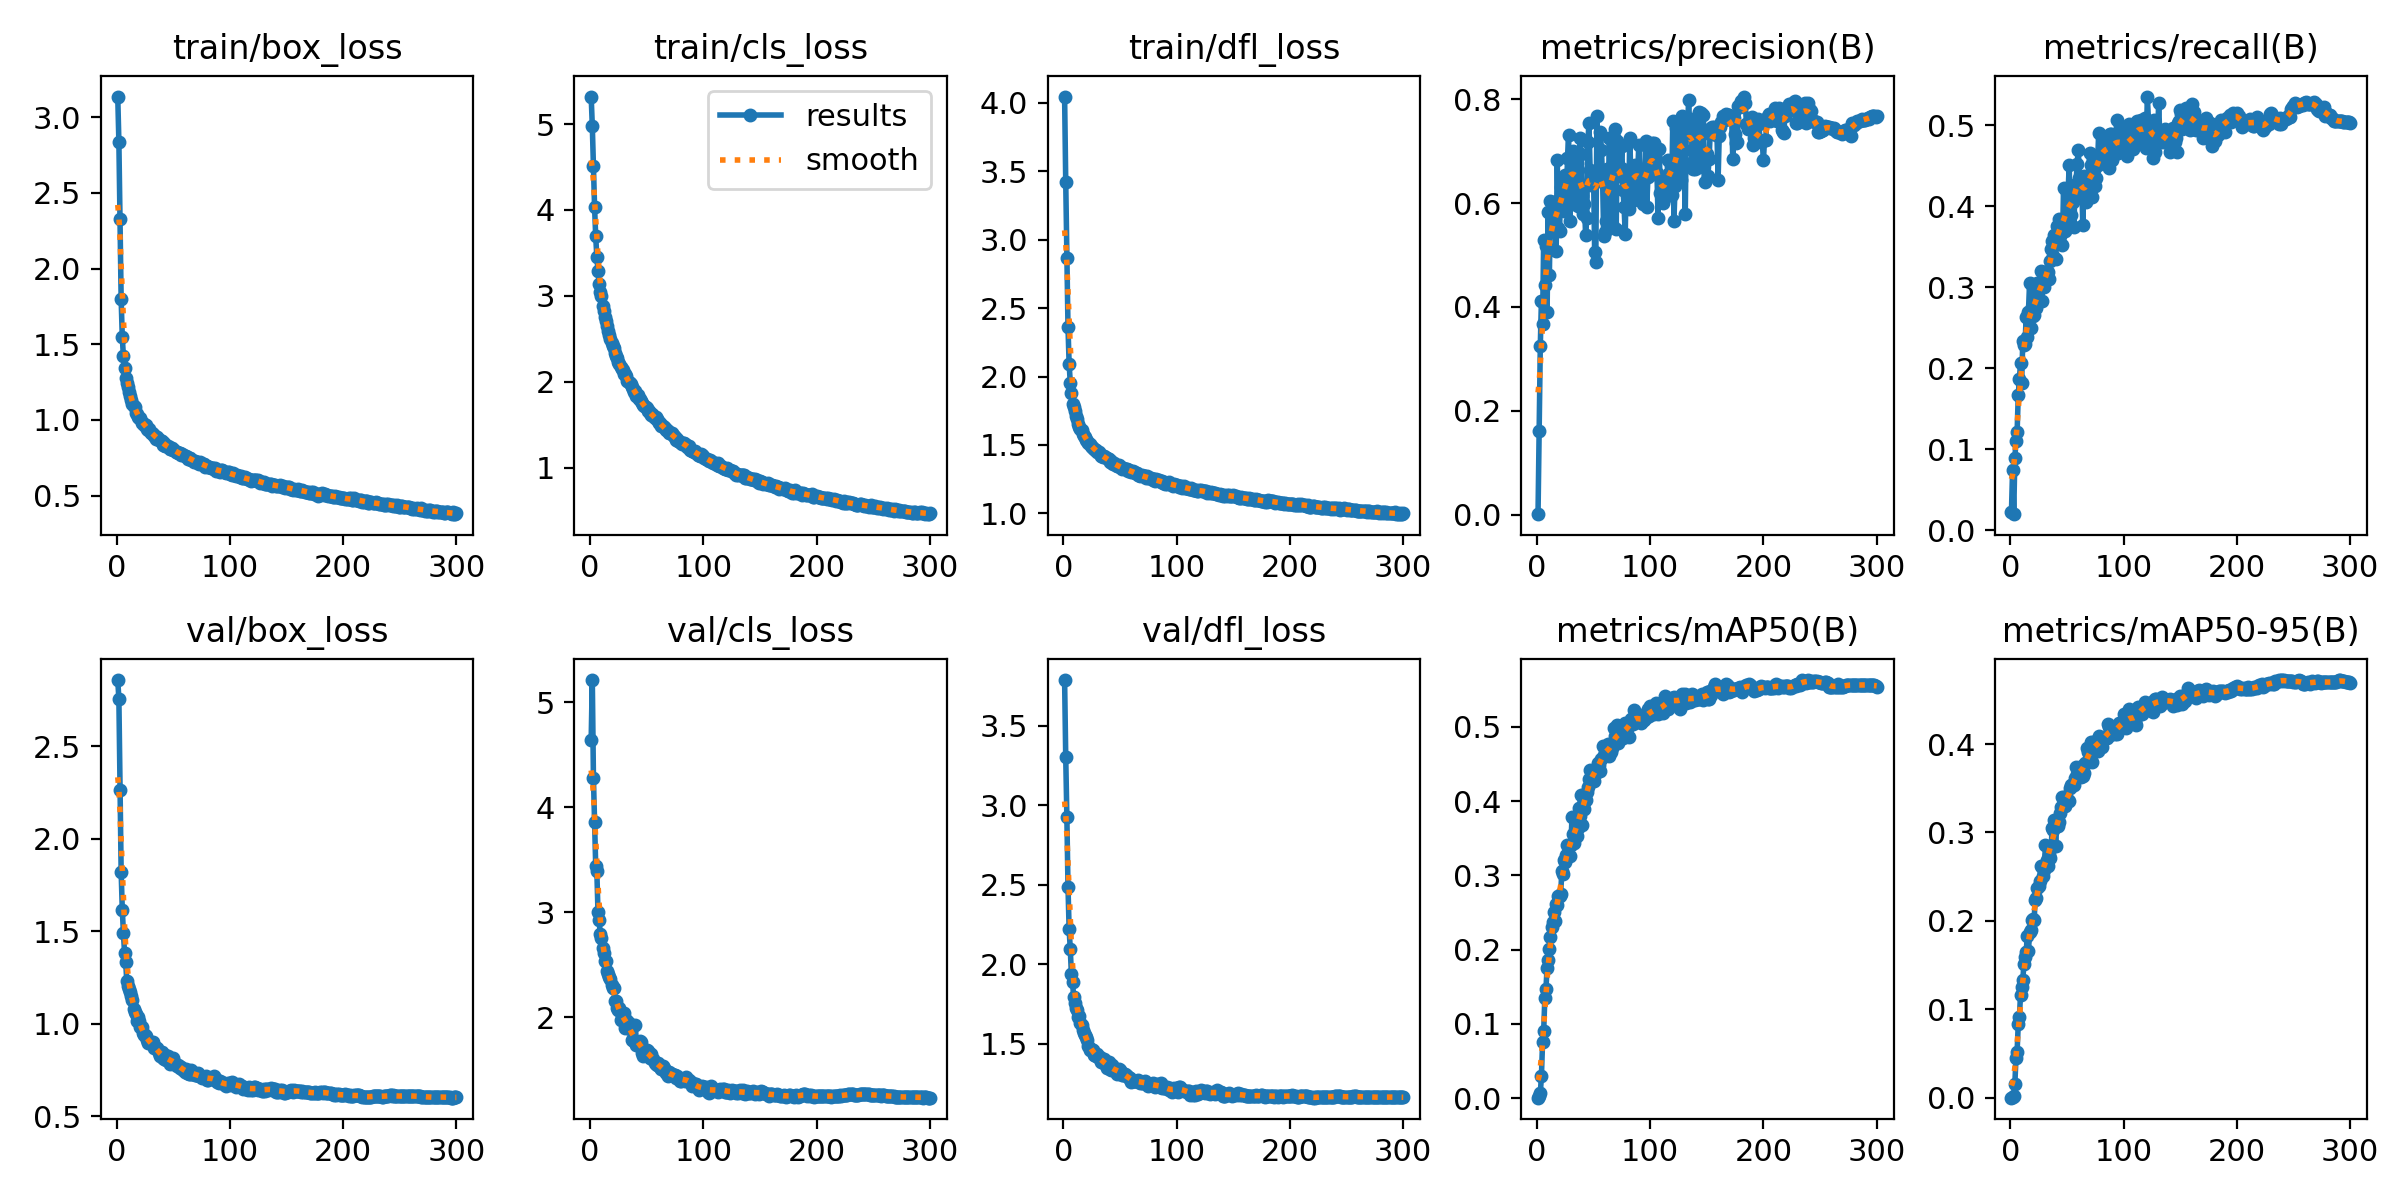 train/box_loss
3.0
2.5
2.0
1.5
1.0
0.5
0 100 200 300
train/cls_loss
results
smooth
5
4
3
2
1
0 100 200 300
train/dfl_loss
4.0
3.5
3.0
2.5
2.0
1.5
1.0
0 100 200 300
metrics/precision(B)
0.8
0.6
0.4
0.2
0.0
0 100 200 300
metrics/recall(B)
0.5
0.4
0.3
0.2
0.1
0.0
0 100 200 300
val/box_loss
2.5
2.0
1.5
1.0
0.5
0 100 200 300
val/cls_loss
5
4
3
2
0 100 200 300
val/dfl_loss
3.5
3.0
2.5
2.0
1.5
0 100 200 300
metrics/mAP50(B)
0.5
0.4
0.3
0.2
0.1
0.0
0 100 200 300
metrics/mAP50-95(B)
0.4
0.3
0.2
0.1
0.0
0 100 200 300